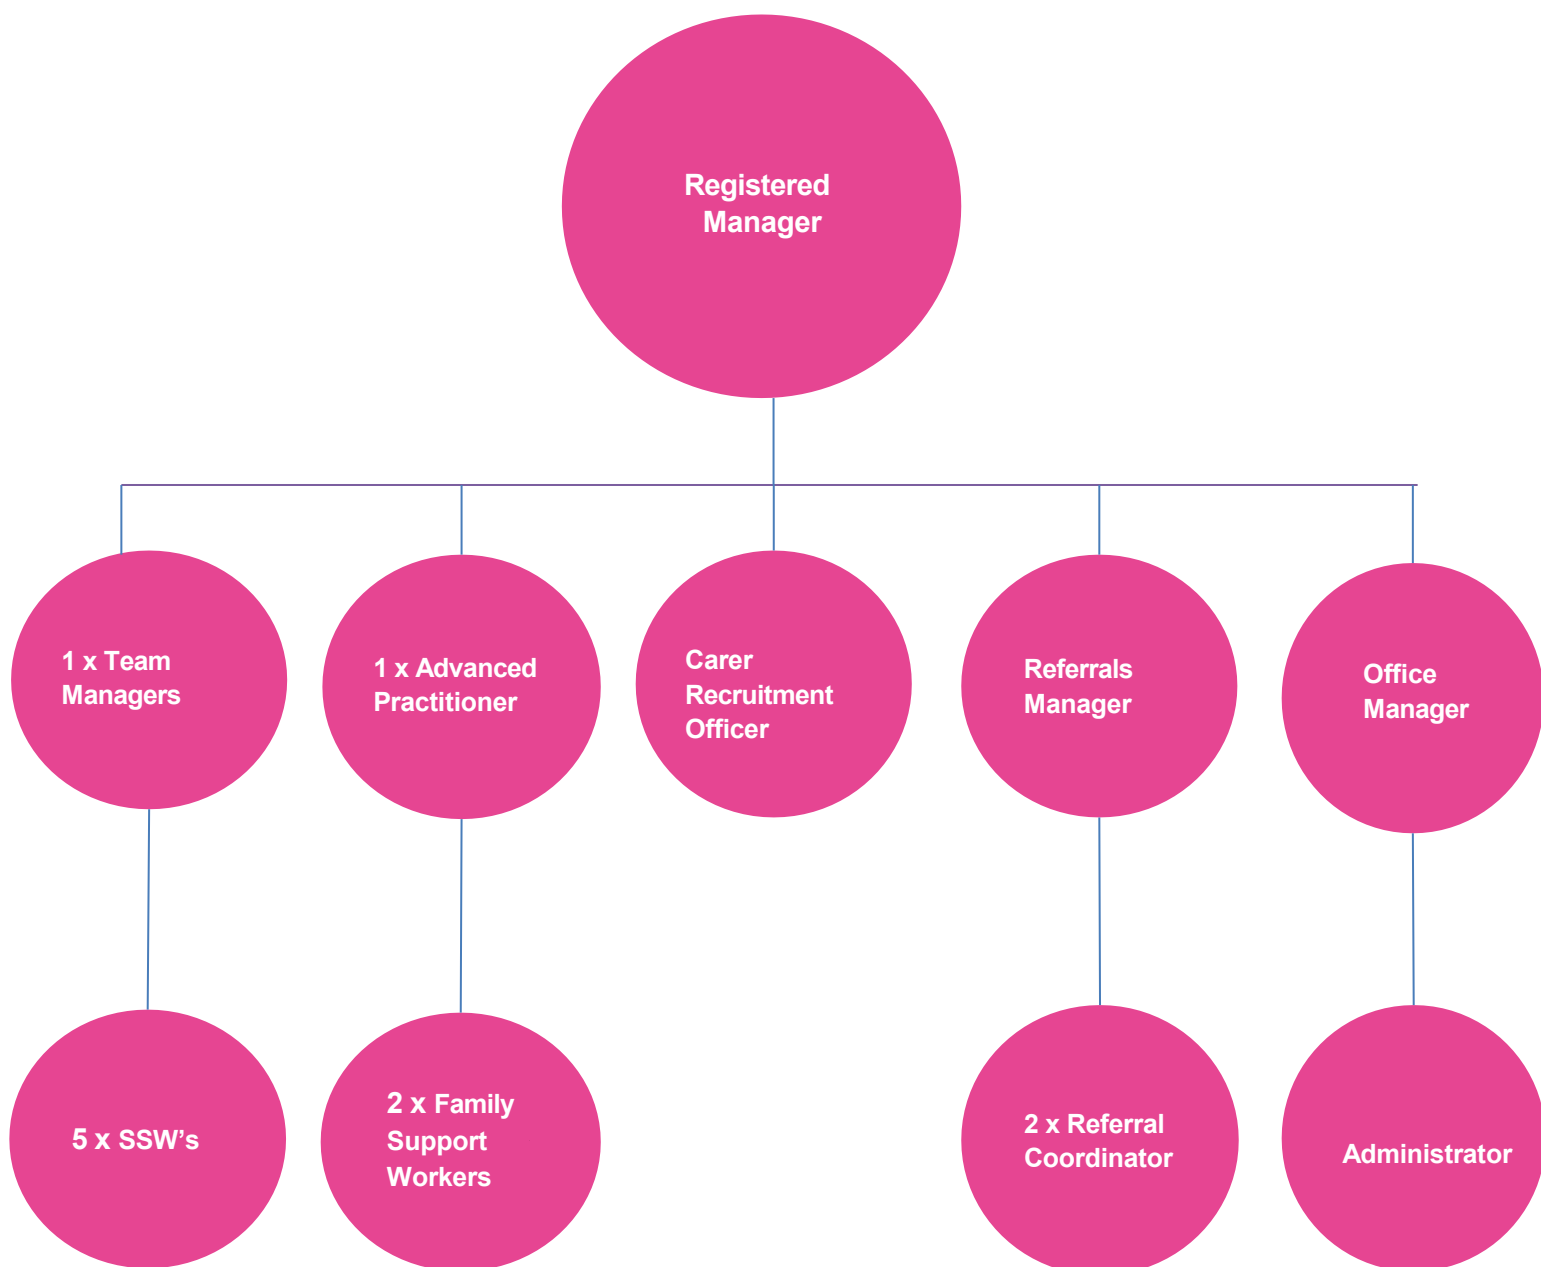 Registered
Manager
1 x Team
Managers
1 x Advanced
Practitioner
Carer
Recruitment
Officer
Referrals
Manager
Office
Manager
5 x SSW’s
2 x Family
Support
Workers
2 x Referral
Coordinator
Administrator